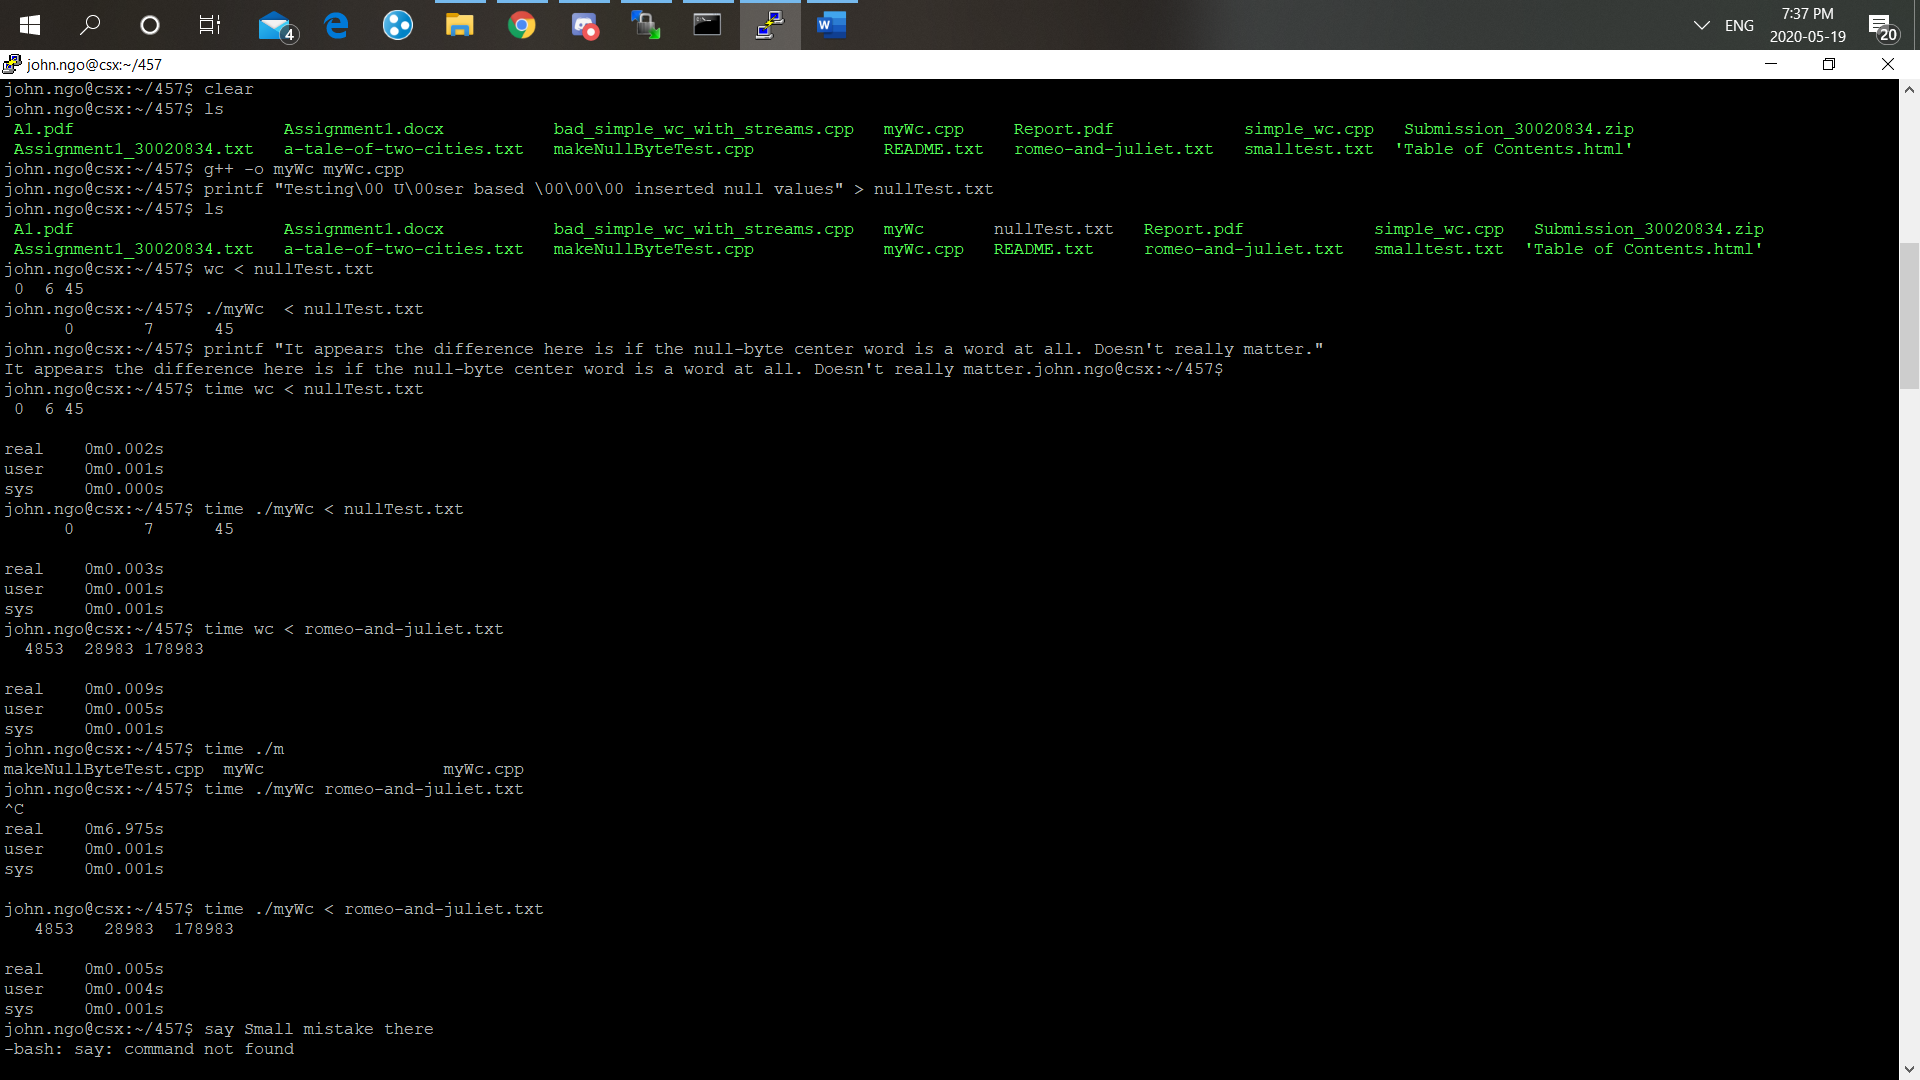 4
W
ENG
7:37 PM
2020-05-19
20
john.ngo@csx:~/457
john.ngo@csx:~/457$ clear
john.ngo@csx:~/457$ ls
A1.pdf Assignment1.docx bad_simple_wc_with_streams.cpp myWc.cpp Report.pdf simple_wc.cpp Submission_30020834.zip
Assignment1_30020834.txt a-tale-of-two-cities.txt makeNullByteTest.cpp README.txt romeo-and-juliet.txt smalltest.txt 'Table of Contents.html'
john.ngo@csx:~/457$ g++ -o myWc myWc.cpp
john.ngo@csx:~/457$ printf "Testing\00 U\00ser based \00\00\00 inserted null values" > nullTest.txt
john.ngo@csx:~/457$ ls
A1.pdf Assignment1.docx bad_simple_wc_with_streams.cpp myWc nullTest.txt Report.pdf simple_wc.cpp Submission_30020834.zip
Assignment1_30020834.txt a-tale-of-two-cities.txt makeNullByteTest.cpp myWc.cpp README.txt romeo-and-juliet.txt smalltest.txt 'Table of Contents.html'
john.ngo@csx:~/457$ wc < nullTest.txt
0 6 45
john.ngo@csx:~/457$ ./myWc  < nullTest.txt
0 7 45
john.ngo@csx:~/457$ printf "It appears the difference here is if the null-byte center word is a word at all. Doesn't really matter."
It appears the difference here is if the null-byte center word is a word at all. Doesn't really matter.john.ngo@csx:~/457$
john.ngo@csx:~/457$ time wc < nullTest.txt
0 6 45
real 0m0.002s
user 0m0.001s
sys 0m0.000s
john.ngo@csx:~/457$ time ./myWc < nullTest.txt
0 7 45
real 0m0.003s
user 0m0.001s
sys 0m0.001s
john.ngo@csx:~/457$ time wc < romeo-and-juliet.txt
4853 28983 178983
real 0m0.009s
user 0m0.005s
sys 0m0.001s
john.ngo@csx:~/457$ time ./m
makeNullByteTest.cpp myWc myWc.cpp
john.ngo@csx:~/457$ time ./myWc romeo-and-juliet.txt
^C
real 0m6.975s
user 0m0.001s
sys 0m0.001s
john.ngo@csx:~/457$ time ./myWc < romeo-and-juliet.txt
4853 28983 178983
real 0m0.005s
user 0m0.004s
sys 0m0.001s
john.ngo@csx:~/457$ say Small mistake there
-bash: say: command not found